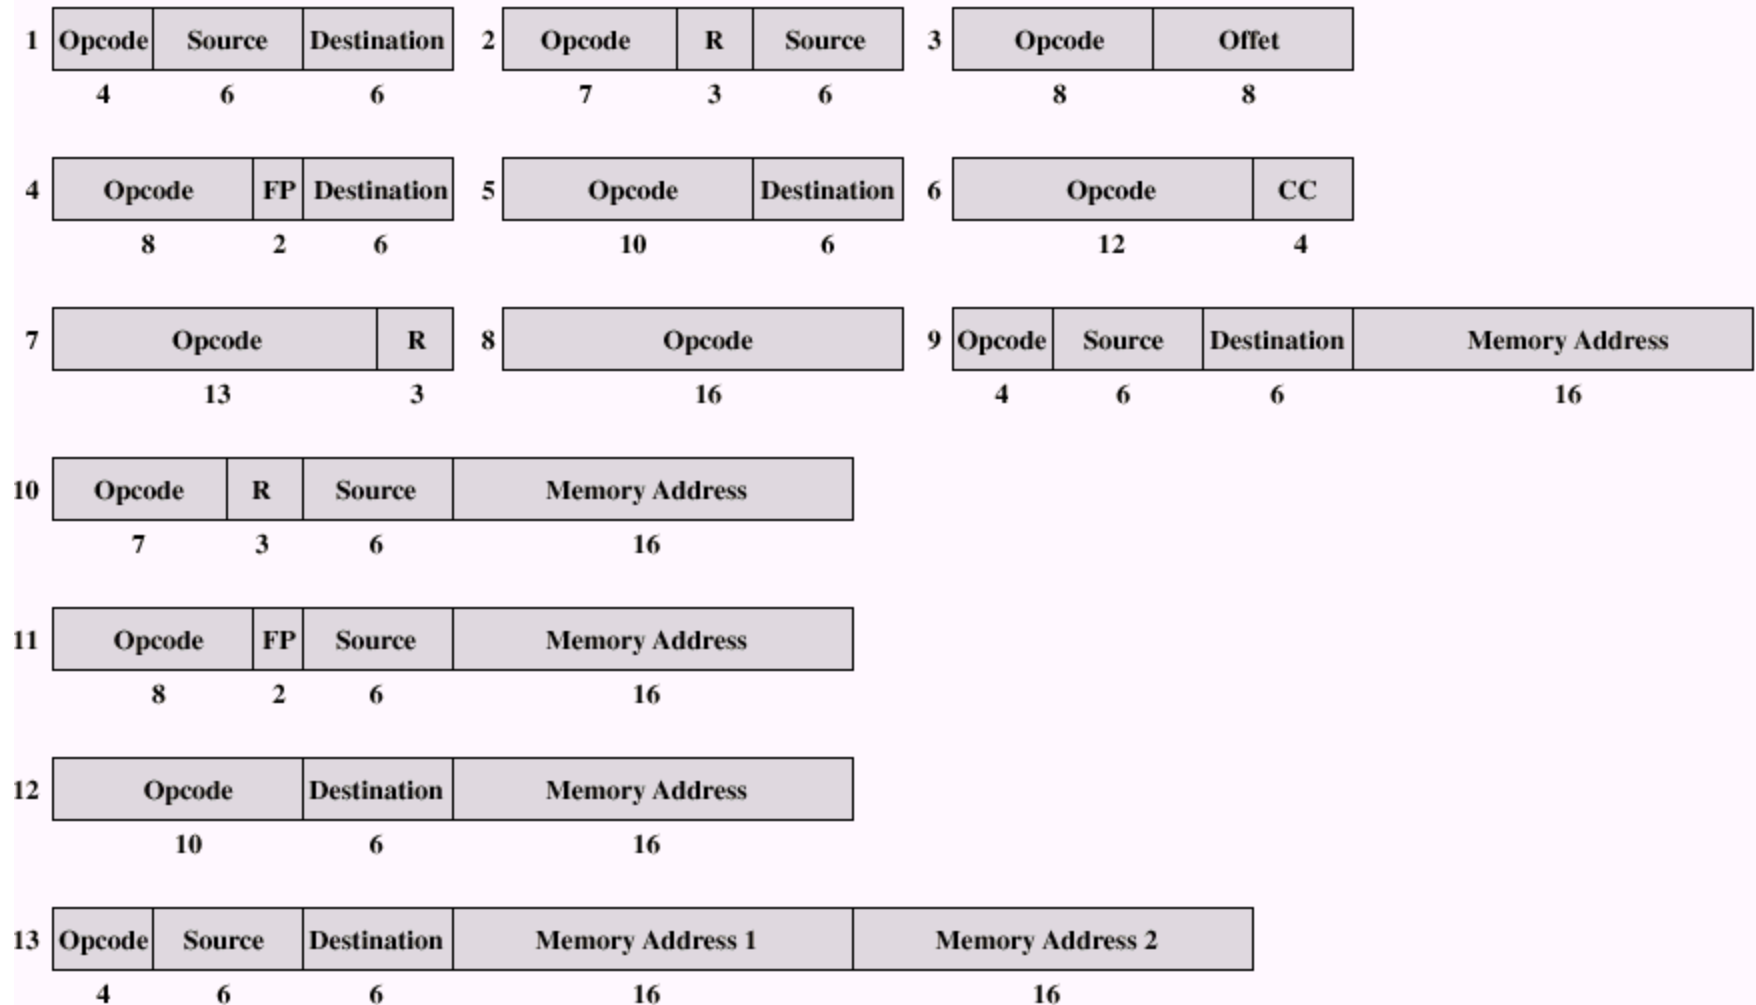 1 Opcode Source Destination 2 Opcode R Source 3 Opcode Offet
4 6 6 7 3 6 8 8
4 Opcode FP Destination 5 Opcode Destination 6 Opcode CC
8 2 6 10 6 12 4
7 Opcode R 8 Opcode 9 Opcode Source Destination Memory Address
13 3 16 4 6 6 16
10 Opcode R Source Memory Address
7 3 6 16
11 Opcode FP Source Memory Address
8 2 6 16
12 Opcode Destination Memory Address
10 6 16
13 Opcode Source Destination Memory Address 1 Memory Address 2
4 6 6 16 16